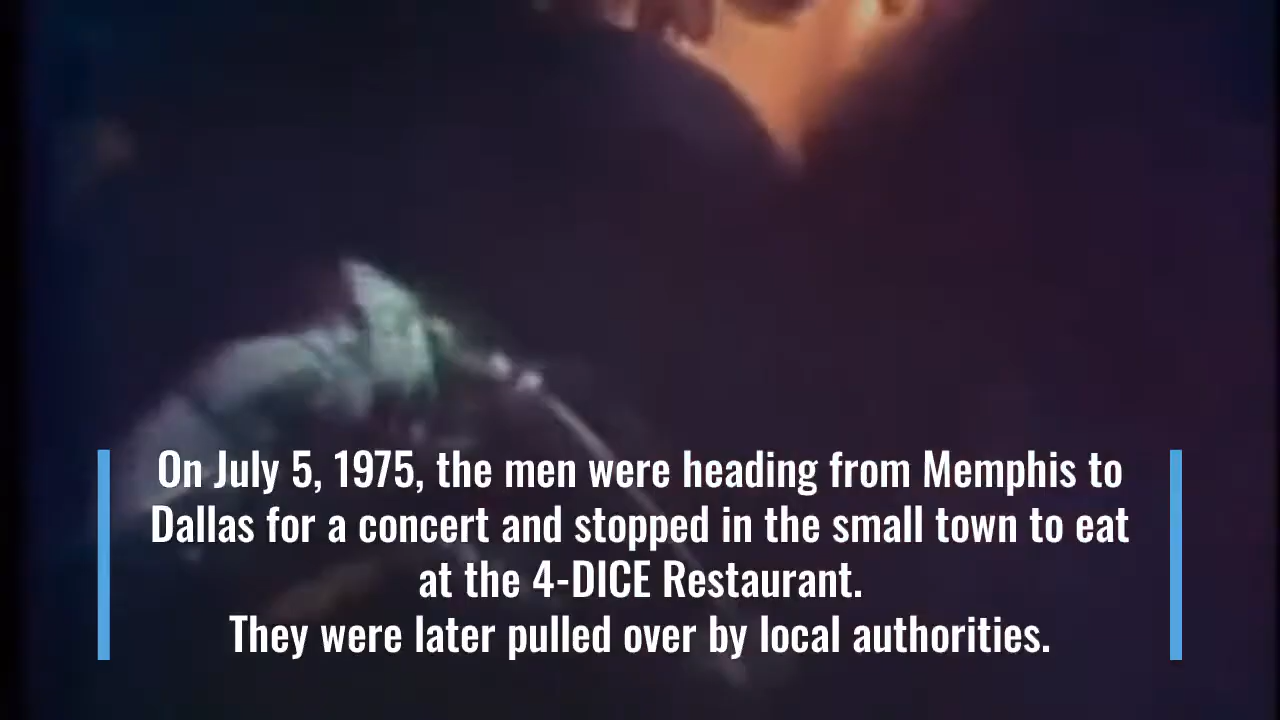 On July 5, 1975, the men were heading from Memphis to
Dallas for a concert and stopped in the small town to eat
at the 4-DICE Restaurant.
They were later pulled over by local authorities.